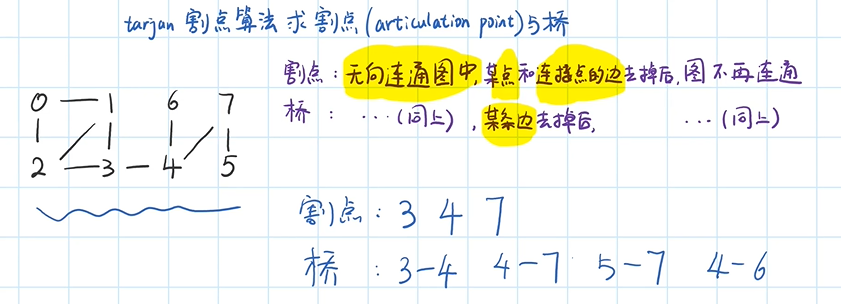 tarjan 割点算法求割点(articulation point)与桥
割点:无向连通图中,某点和连接点的边去掉后,图不再连通
桥 : ···(同上) ,某条边去掉后, ···(同上)
0 — 1 6 7
2 — 3 — 4 5
割点: 3 4 7
桥 : 3-4 4-7 5-7 4-6